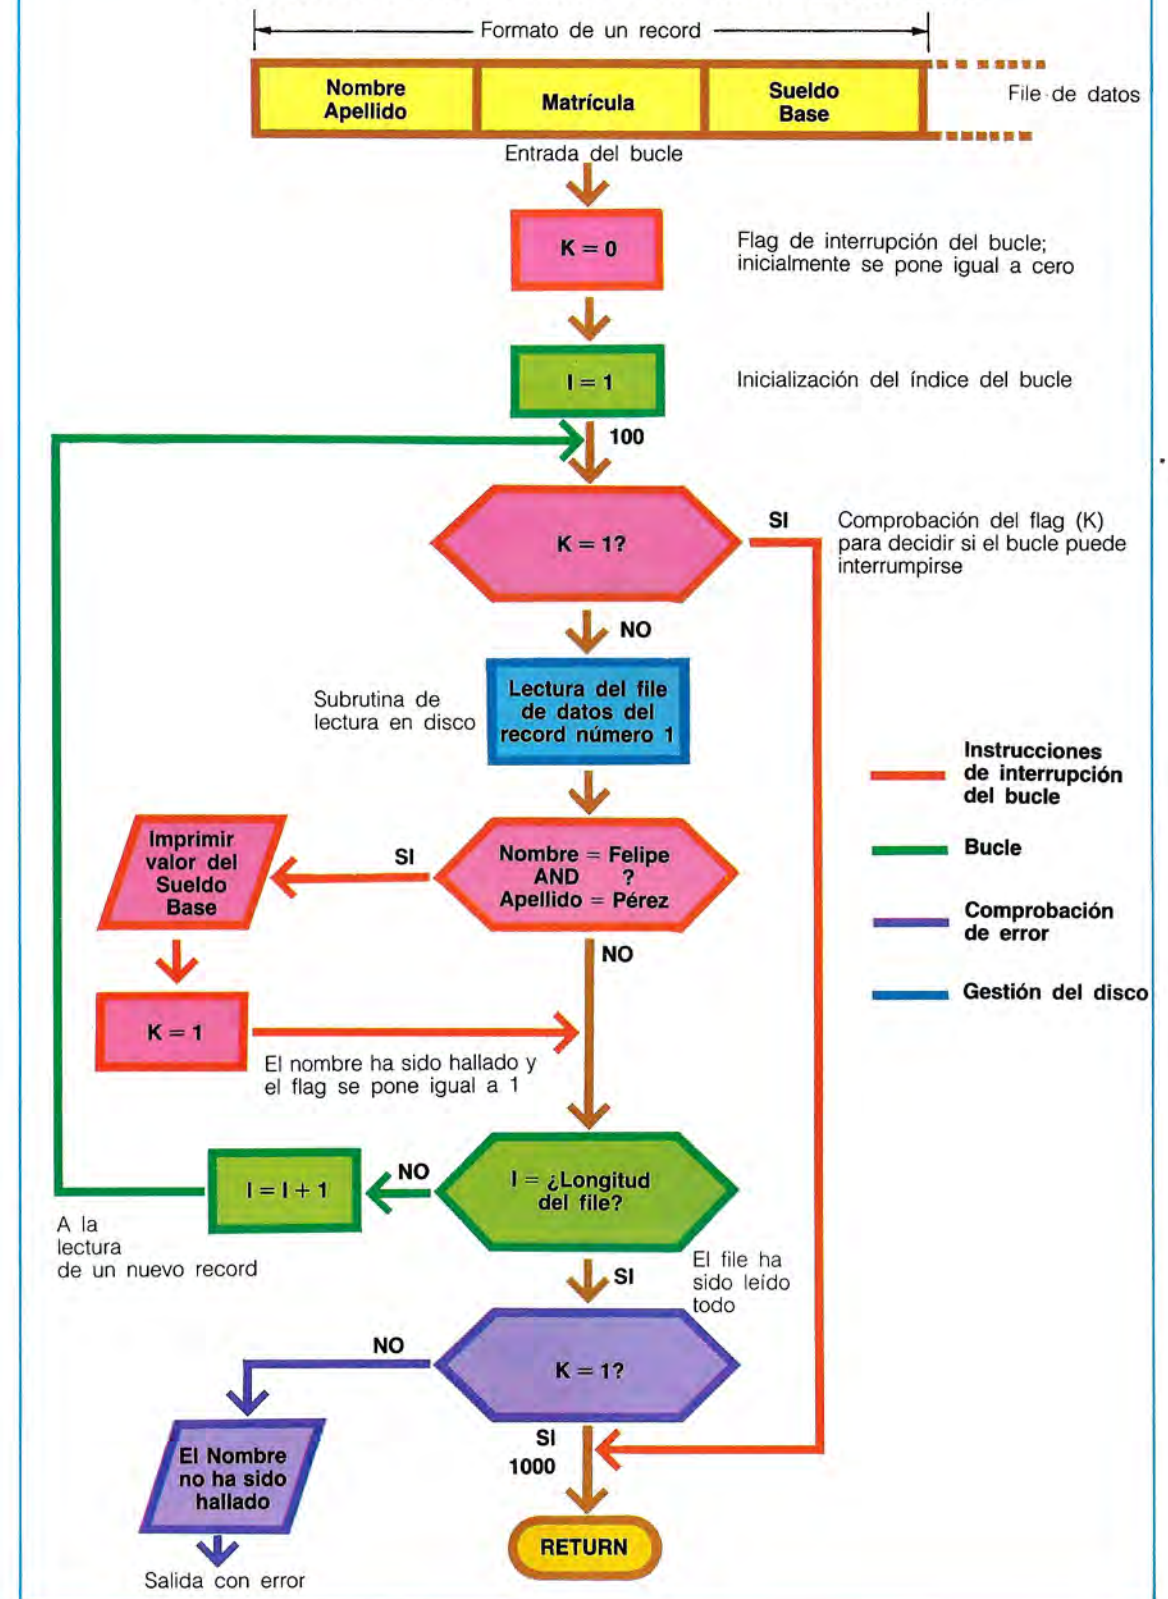 Formato de un record
Nombre
Apellido
Matrícula
Sueldo
Base
File de datos
Entrada del bucle
K = 0
Flag de interrupción del bucle;
inicialmente se pone igual a cero
I = 1
Inicialización del índice del bucle
100
K = 1?
SI
Comprobación del flag (K)
para decidir si el bucle puede
interrumpirse
NO
Subrutina de
lectura en disco
Lectura del file
de datos del
record número 1
Instrucciones
de interrupción
del bucle
Bucle
Comprobación
de error
Gestión del disco
Imprimir
valor del
Sueldo
Base
SI
Nombre = Felipe
AND ?
Apellido = Pérez
NO
K = 1
El nombre ha sido hallado y
el flag se pone igual a 1
I = I + 1
NO
I = ¿Longitud
del file?
A la
lectura
de un nuevo record
SI
El file ha
sido leído
todo
NO
K = 1?
El Nombre
no ha sido
hallado
SI
1000
RETURN
Salida con error